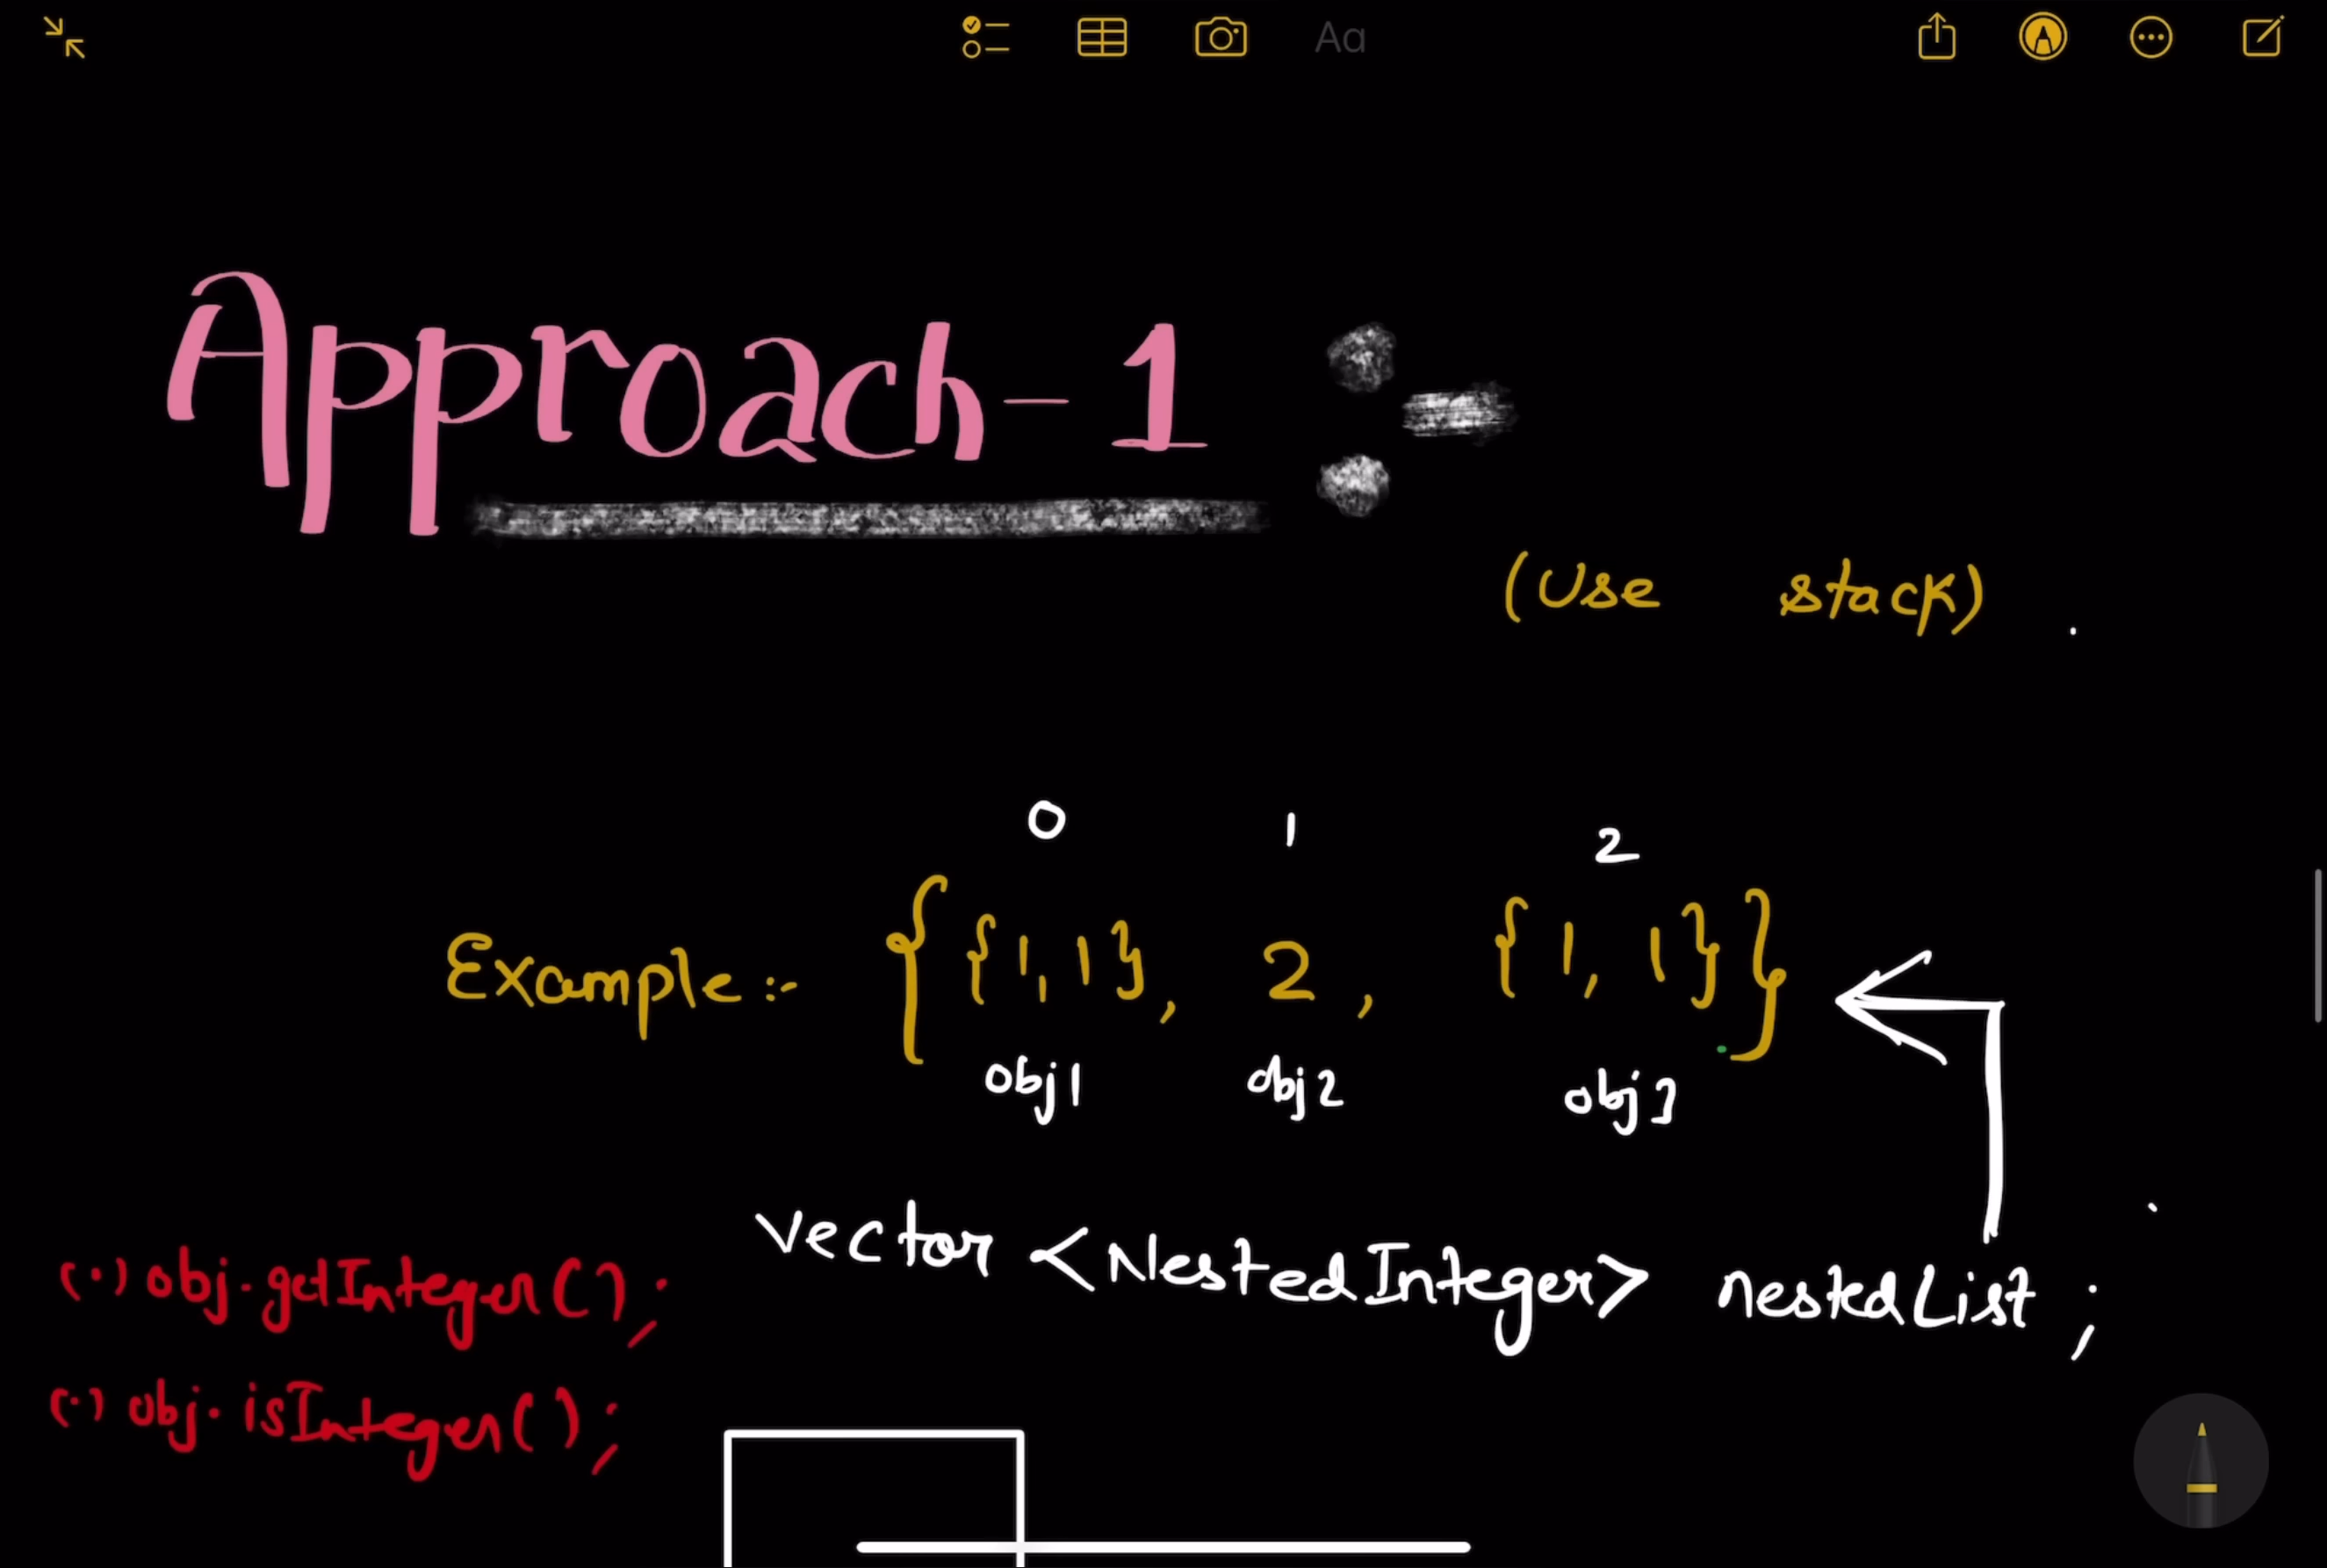 Aa
Approach-1 :-
(Use stack)
0 1 2
Example :- { {1,1}, 2, {1, 1} }
obj1 obj2 obj3
vector <NestedInteger> nestedList ;
(·) obj.getInteger();
(·) obj.isInteger();